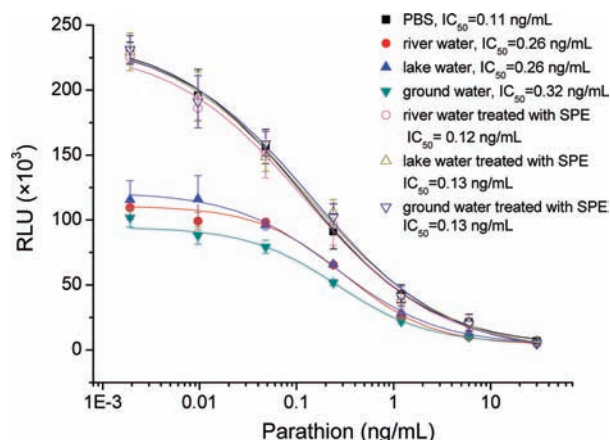 PBS, IC50=0.11 ng/mL
river water, IC50=0.26 ng/mL
lake water, IC50=0.26 ng/mL
ground water, IC50=0.32 ng/mL
river water treated with SPE
IC50= 0.12 ng/mL
lake water treated with SPE
IC50=0.13 ng/mL
ground water treated with SPE
IC50=0.13 ng/mL
RLU (×10³)
250
200
150
100
50
0
1E-3
0.01
0.1
1
10
Parathion (ng/mL)